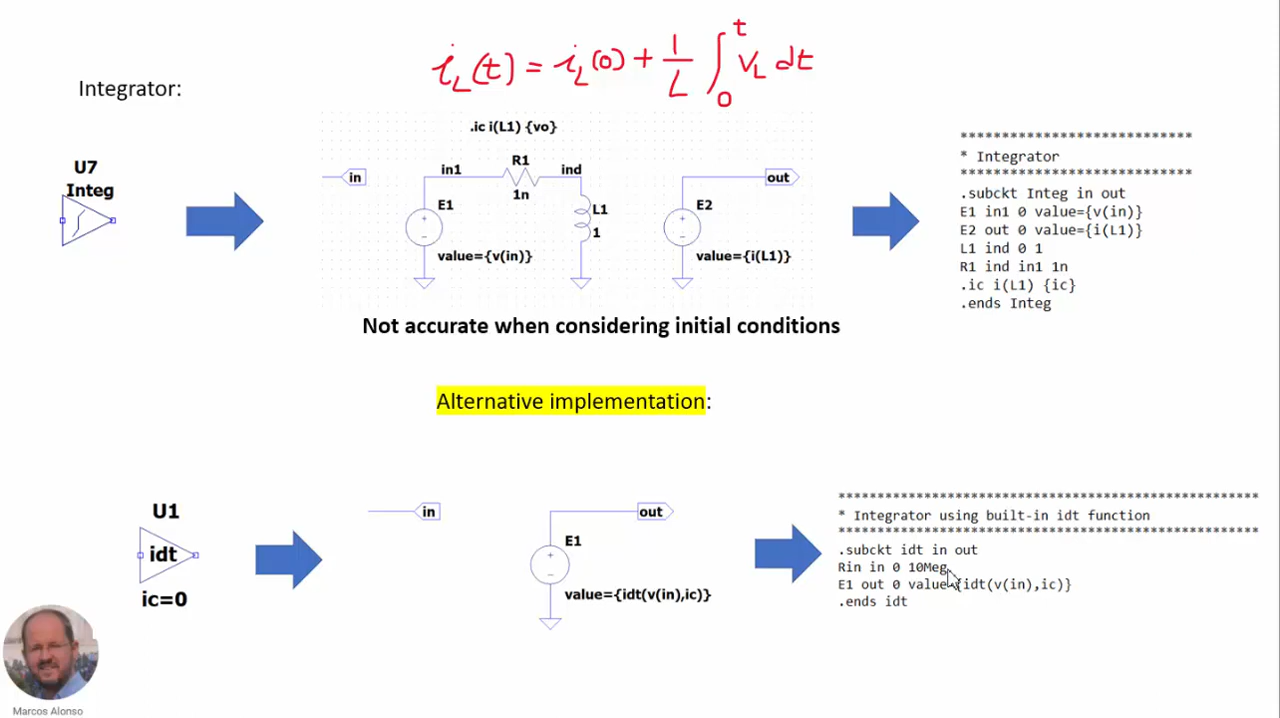 i_L(t) = i_L(0) + 1/L ∫_0^t V_L dt
Integrator:
U7
Integ
.ic i(L1) {vo}
in
in1
R1
1n
ind
E1
value={v(in)}
L1
1
E2
value={i(L1)}
out
***************************
* Integrator
***************************
.subckt Integ in out
E1 in1 0 value={v(in)}
E2 out 0 value={i(L1)}
L1 ind 0 1
R1 ind in1 1n
.ic i(L1) {ic}
.ends Integ
Not accurate when considering initial conditions
Alternative implementation:
U1
idt
ic=0
in
out
E1
value={idt(v(in),ic)}
******************************************************
* Integrator using built-in idt function
******************************************************
.subckt idt in out
Rin in 0 10Meg
E1 out 0 value={idt(v(in),ic)}
.ends idt
Marcos Alonso